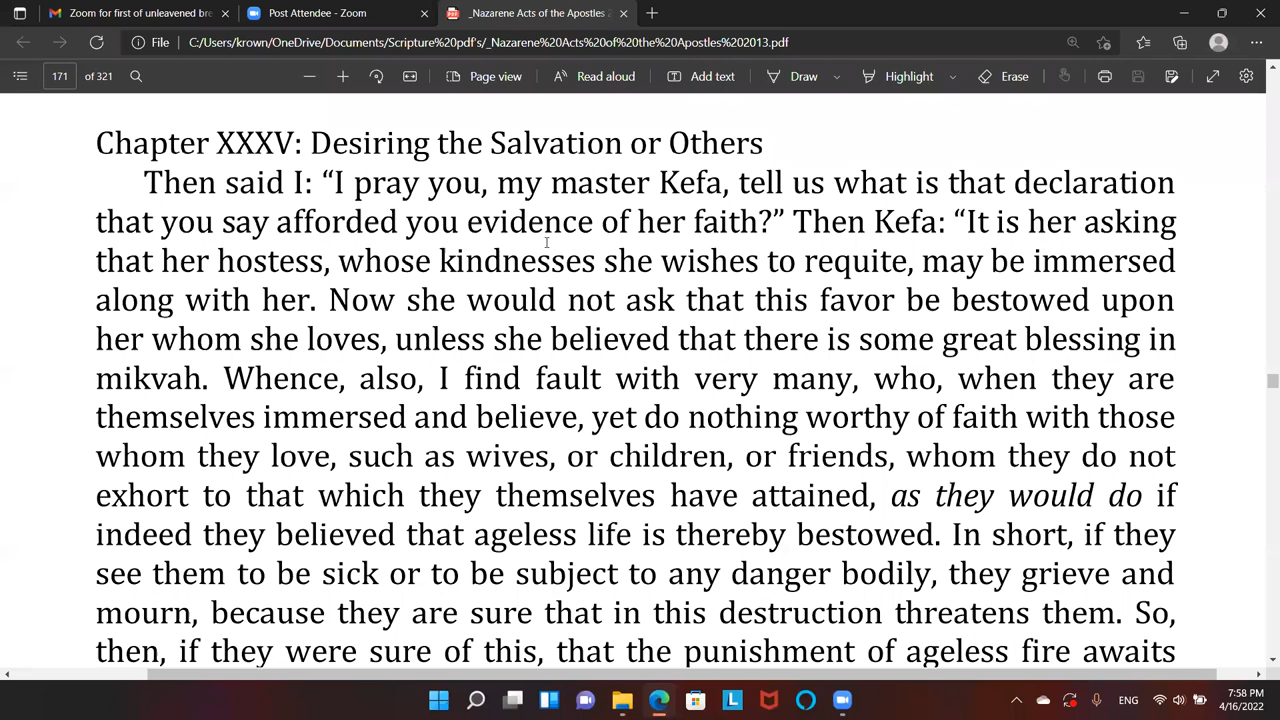 Zoom for first of unleavened bre
Post Attendee - Zoom
_Nazarene Acts of the Apostles 2
File
C:/Users/krown/OneDrive/Documents/Scripture%20pdf's/_Nazarene%20Acts%20of%20the%20Apostles%202013.pdf
171 of 321
Page view
Read aloud
Add text
Draw
Highlight
Erase
Chapter XXXV: Desiring the Salvation or Others
Then said I: “I pray you, my master Kefa, tell us what is that declaration
that you say afforded you evidence of her faith?” Then Kefa: “It is her asking
that her hostess, whose kindnesses she wishes to requite, may be immersed
along with her. Now she would not ask that this favor be bestowed upon
her whom she loves, unless she believed that there is some great blessing in
mikvah. Whence, also, I find fault with very many, who, when they are
themselves immersed and believe, yet do nothing worthy of faith with those
whom they love, such as wives, or children, or friends, whom they do not
exhort to that which they themselves have attained, as they would do if
indeed they believed that ageless life is thereby bestowed. In short, if they
see them to be sick or to be subject to any danger bodily, they grieve and
mourn, because they are sure that in this destruction threatens them. So,
then, if they were sure of this, that the punishment of ageless fire awaits
ENG
7:58 PM
4/16/2022